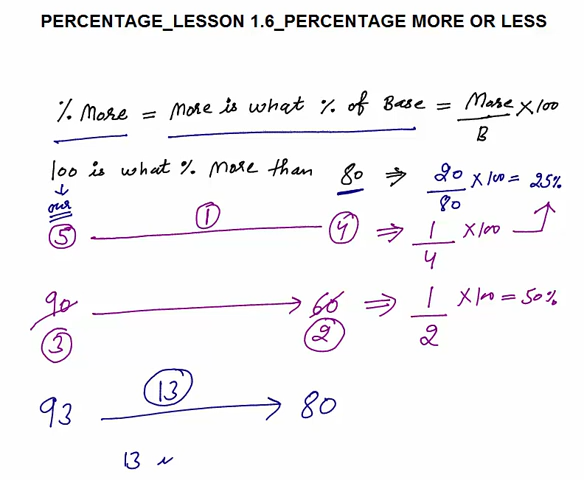 PERCENTAGE_LESSON 1.6_PERCENTAGE MORE OR LESS
% More = More is what % of Base = More/B × 100
100 is what % more than 80 ⇒ 20/80 × 100 = 25%
5 1 4 ⇒ 1/4 × 100
90 → 60 ⇒ 1/2 × 100 = 50%
3 2
93 13 → 80
13